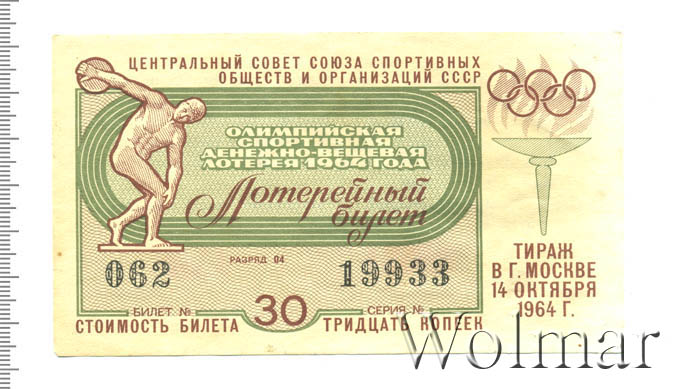 ЦЕНТРАЛЬНЫЙ СОВЕТ СОЮЗА СПОРТИВНЫХ
ОБЩЕСТВ И ОРГАНИЗАЦИЙ СССР
ОЛИМПИЙСКАЯ
СПОРТИВНАЯ
ДЕНЕЖНО-ВЕЩЕВАЯ
ЛОТЕРЕЯ 1964 ГОДА
Лотерейный
билет
РАЗРЯД 04
062
19933
БИЛЕТ №
СЕРИЯ №
СТОИМОСТЬ БИЛЕТА 30 ТРИДЦАТЬ КОПЕЕК
ТИРАЖ
В Г. МОСКВЕ
14 ОКТЯБРЯ
1964 Г.
Wolmar